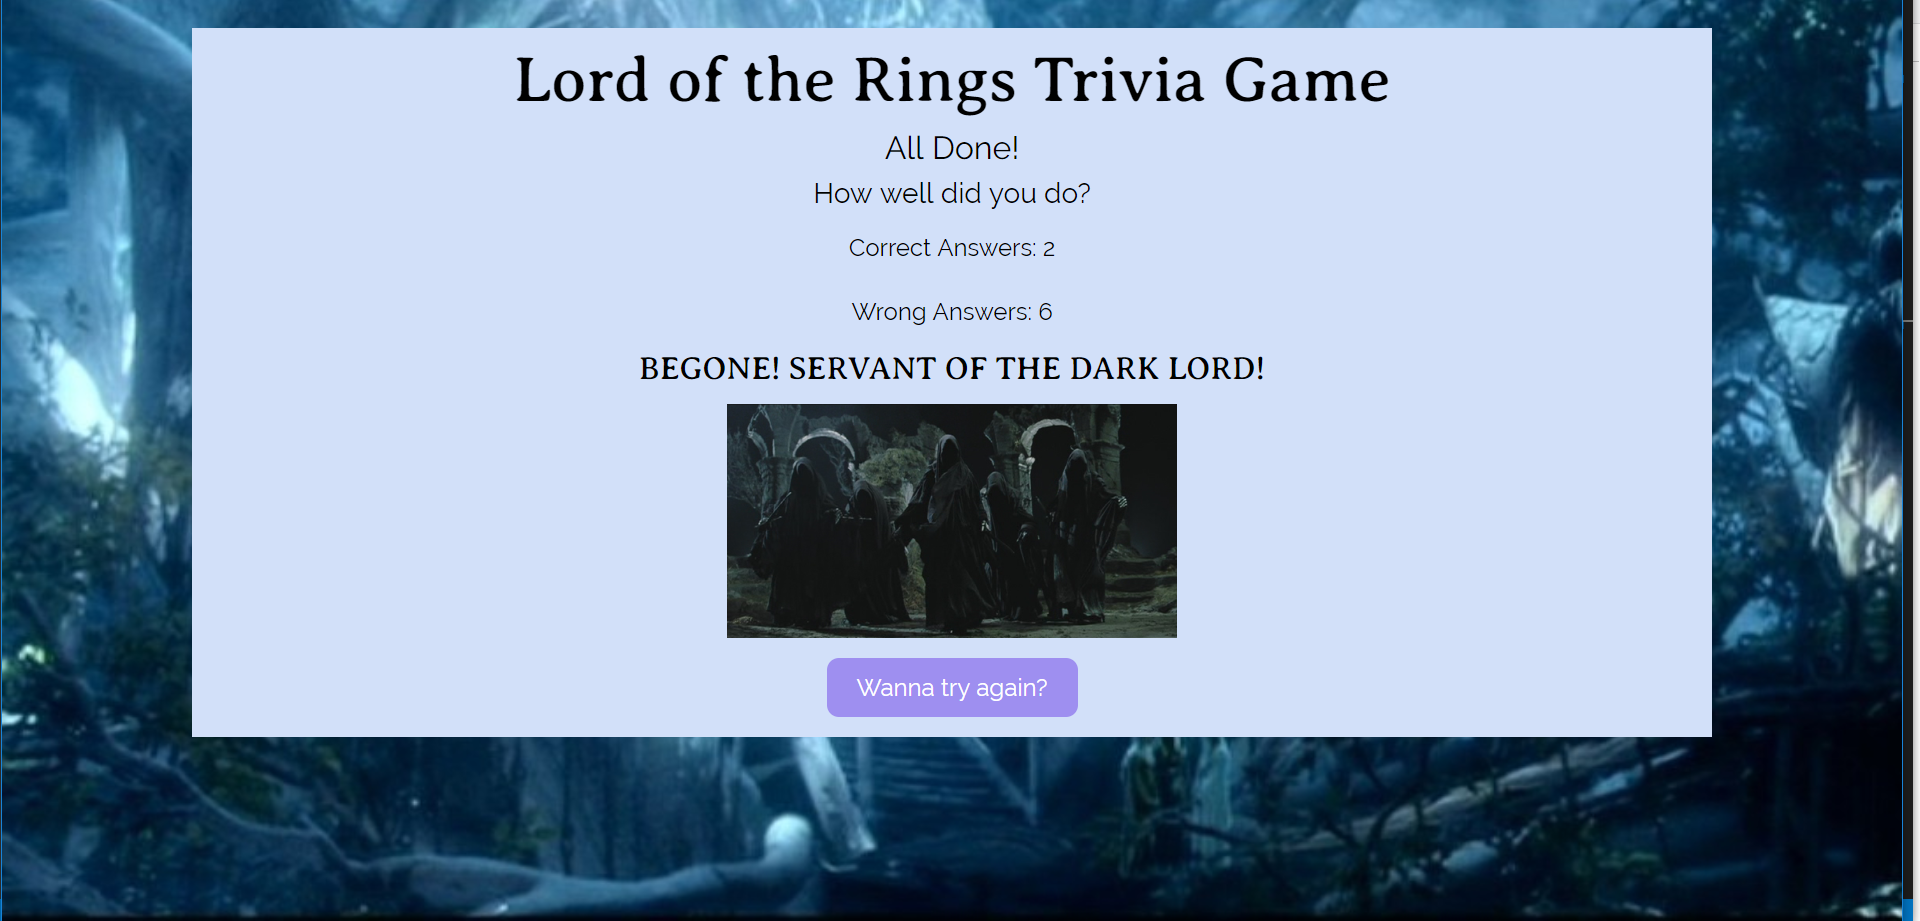 Lord of the Rings Trivia Game
All Done!
How well did you do?
Correct Answers: 2
Wrong Answers: 6
BEGONE! SERVANT OF THE DARK LORD!
Wanna try again?